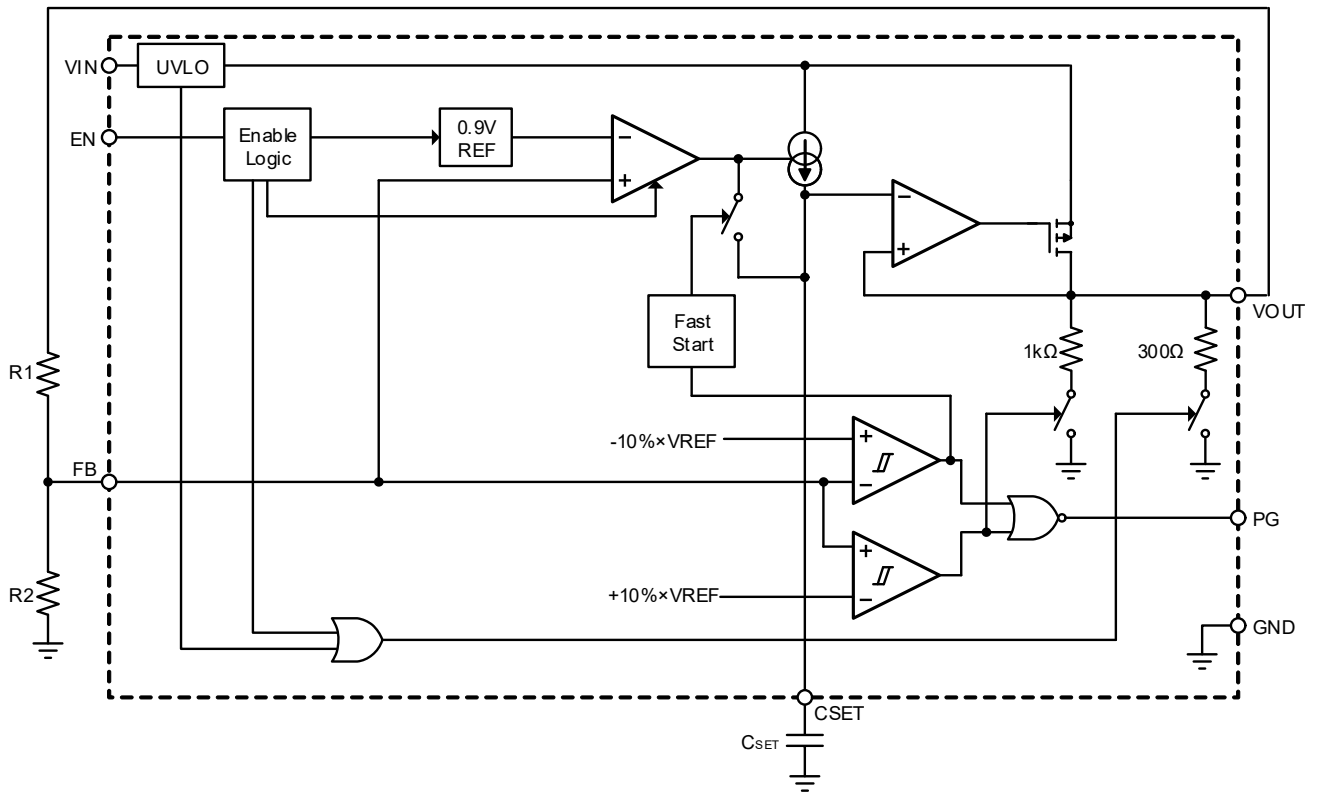 VIN
UVLO
EN
Enable
Logic
0.9V
REF
−
+
−
+
Fast
Start
VOUT
1kΩ
300Ω
R1
-10%×VREF
+
−
FB
PG
+
−
R2
+10%×VREF
GND
CSET
CSET